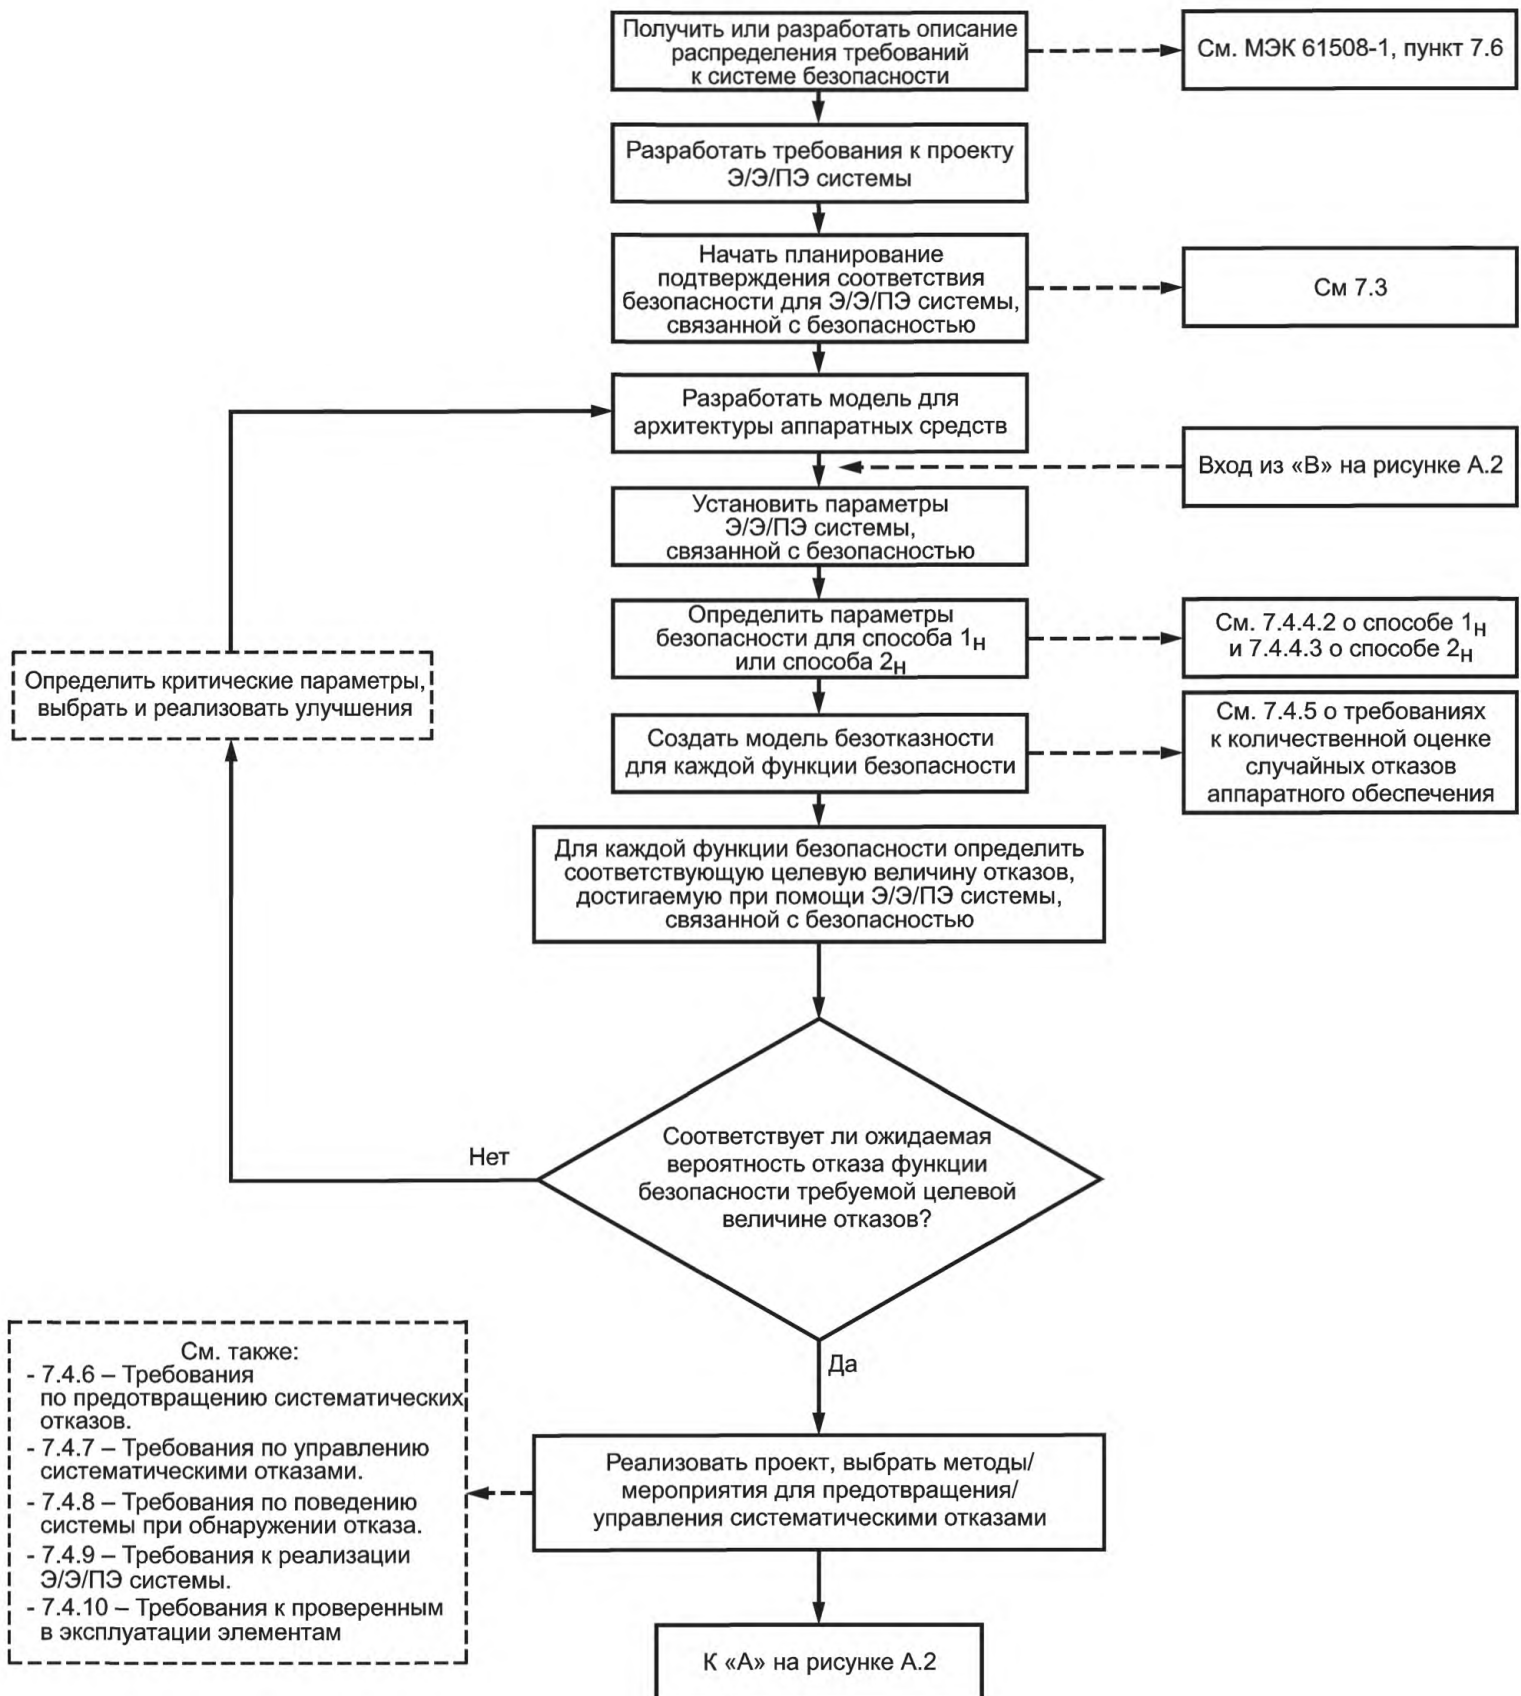 Получить или разработать описание
распределения требований
к системе безопасности
См. МЭК 61508-1, пункт 7.6
Разработать требования к проекту
Э/Э/ПЭ системы
Начать планирование
подтверждения соответствия
безопасности для Э/Э/ПЭ системы,
связанной с безопасностью
См 7.3
Разработать модель для
архитектуры аппаратных средств
Вход из «В» на рисунке А.2
Установить параметры
Э/Э/ПЭ системы,
связанной с безопасностью
Определить параметры
безопасности для способа 1н
или способа 2н
См. 7.4.4.2 о способе 1н
и 7.4.4.3 о способе 2н
Определить критические параметры,
выбрать и реализовать улучшения
Создать модель безотказности
для каждой функции безопасности
См. 7.4.5 о требованиях
к количественной оценке
случайных отказов
аппаратного обеспечения
Для каждой функции безопасности определить
соответствующую целевую величину отказов,
достигаемую при помощи Э/Э/ПЭ системы,
связанной с безопасностью
Соответствует ли ожидаемая
вероятность отказа функции
безопасности требуемой целевой
величине отказов?
Нет
Да
См. также:
- 7.4.6 – Требования
по предотвращению систематических
отказов.
- 7.4.7 – Требования по управлению
систематическими отказами.
- 7.4.8 – Требования по поведению
системы при обнаружении отказа.
- 7.4.9 – Требования к реализации
Э/Э/ПЭ системы.
- 7.4.10 – Требования к проверенным
в эксплуатации элементам
Реализовать проект, выбрать методы/
мероприятия для предотвращения/
управления систематическими отказами
К «А» на рисунке А.2